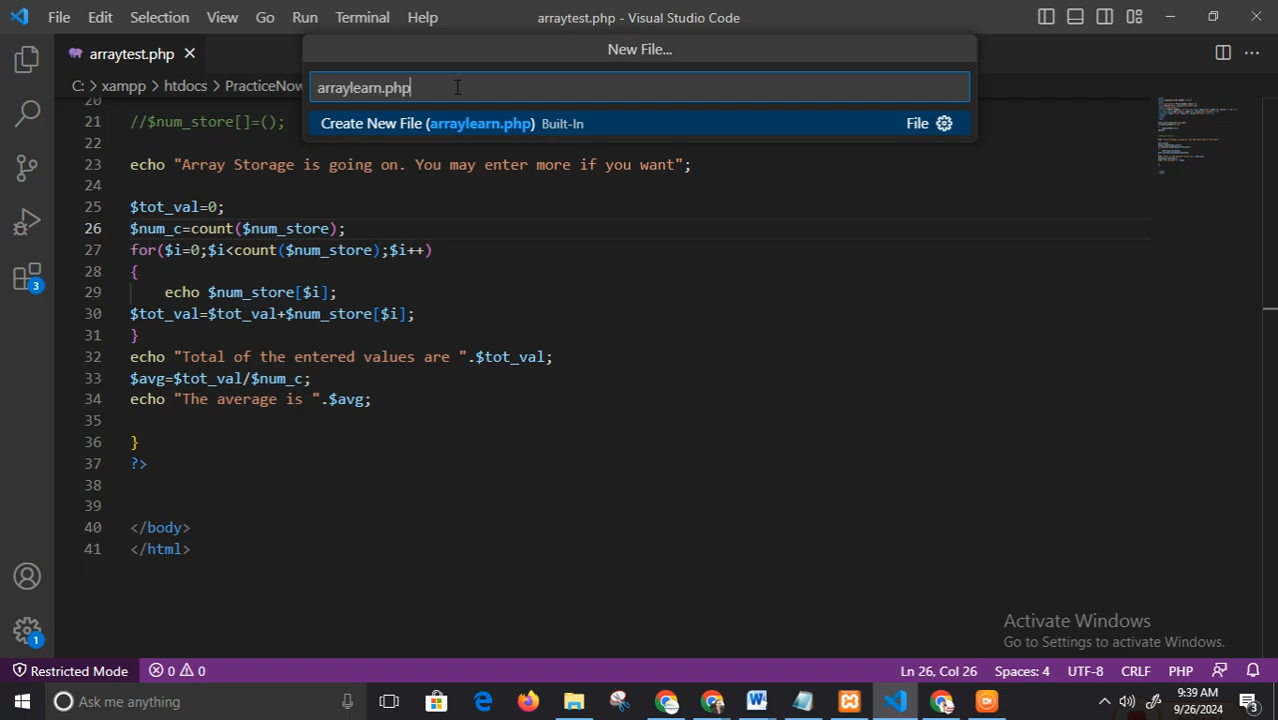 File Edit Selection View Go Run Terminal Help
arraytest.php - Visual Studio Code
arraytest.php
New File...
C: > xampp > htdocs > PracticeNow
arraylearn.php
Create New File (arraylearn.php) Built-In File
20
21 //$num_store[]=();
22
23 echo "Array Storage is going on. You may enter more if you want";
24
25 $tot_val=0;
26 $num_c=count($num_store);
27 for($i=0;$i<count($num_store);$i++)
28 {
29 echo $num_store[$i];
30 $tot_val=$tot_val+$num_store[$i];
31 }
32 echo "Total of the entered values are ".$tot_val;
33 $avg=$tot_val/$num_c;
34 echo "The average is ".$avg;
35
36 }
37 ?>
38
39
40 </body>
41 </html>
3
1
Activate Windows
Go to Settings to activate Windows.
Restricted Mode 0 0 Ln 26, Col 26 Spaces: 4 UTF-8 CRLF PHP
Ask me anything
9:39 AM
9/26/2024
3